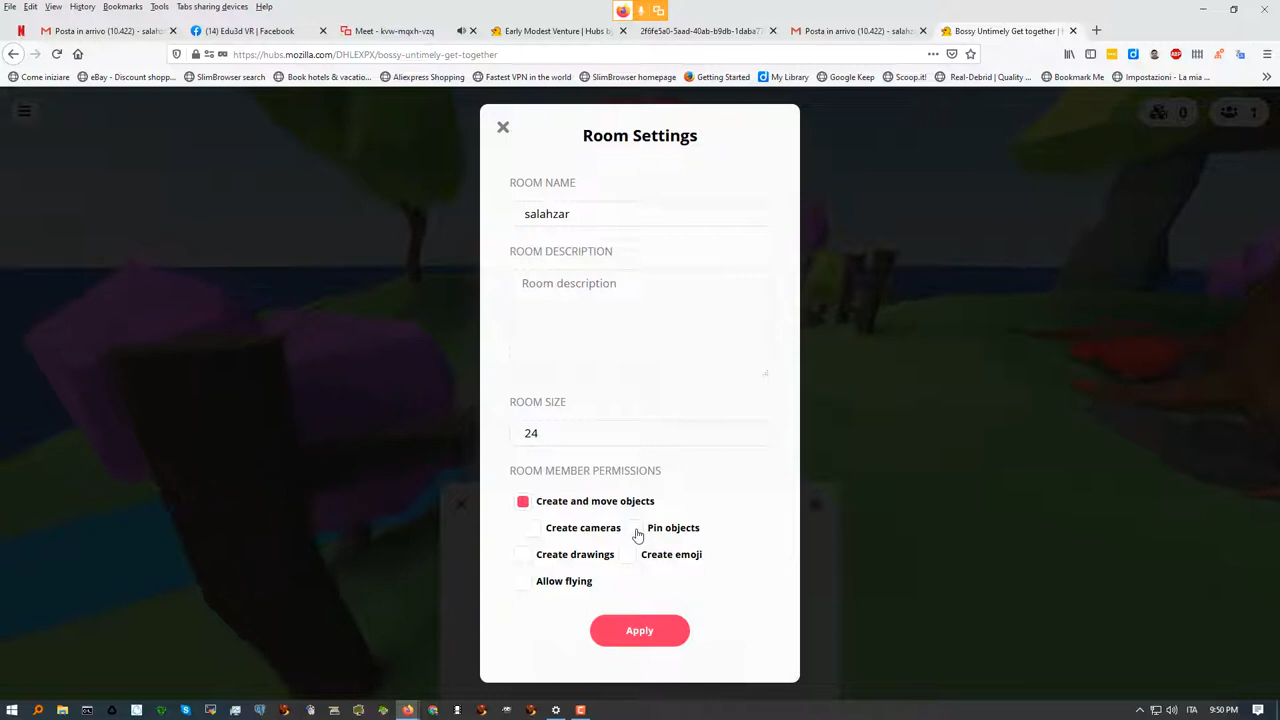 File Edit View History Bookmarks Tools Tabs sharing devices Help
Posta in arrivo (10.422) - salah
(14) Edu3d VR | Facebook
Meet - kvw-mqxh-vzq
Early Modest Venture | Hubs b
2f6fe5a0-5aad-40ab-b9db-1daba7
Posta in arrivo (10.422) - salah
Bossy Untimely Get together |
https://hubs.mozilla.com/DHLEXPX/bossy-untimely-get-together
Come iniziare eBay - Discount shopp... SlimBrowser search Book hotels & vacatio... Aliexpress Shopping Fastest VPN in the world SlimBrowser homepage Getting Started My Library Google Keep Scoop.it! Real-Debrid | Quality ... Bookmark Me Impostazioni - La mia ...
0 1
Room Settings
ROOM NAME
salahzar
ROOM DESCRIPTION
Room description
ROOM SIZE
24
ROOM MEMBER PERMISSIONS
Create and move objects
Create cameras Pin objects
Create drawings Create emoji
Allow flying
Apply
ITA 9:50 PM